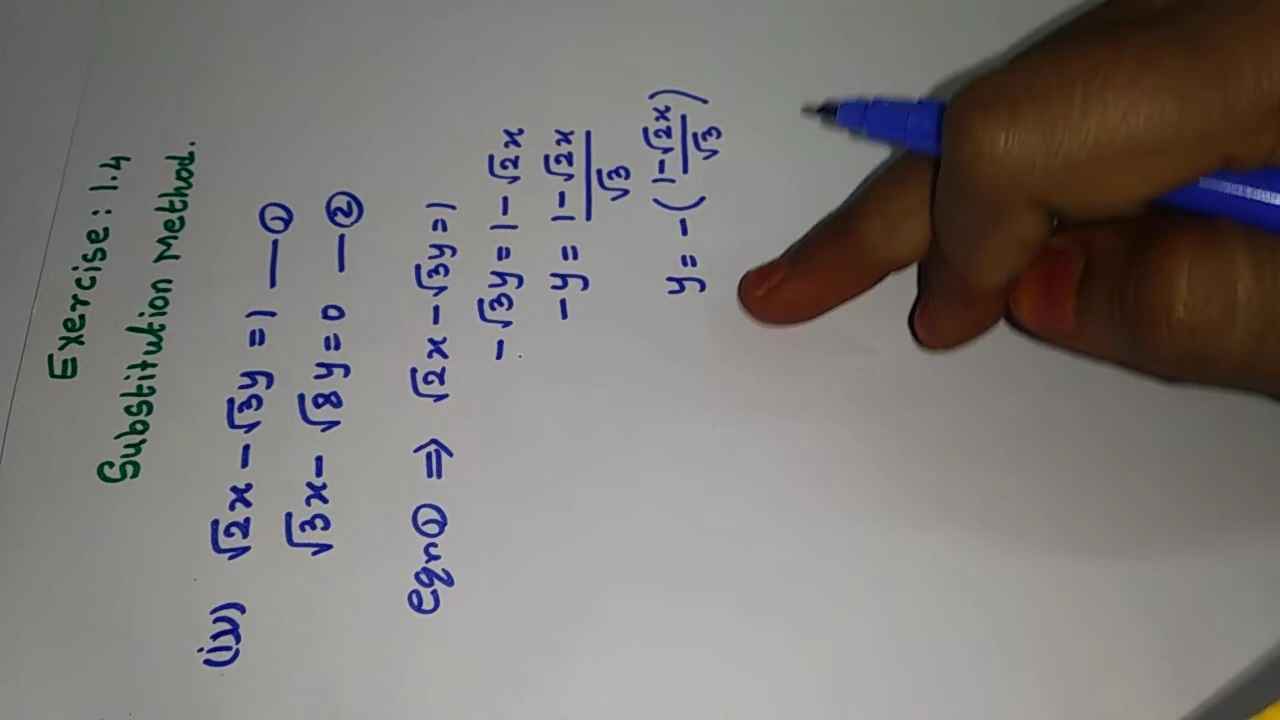 Exercise: 1.4
Substitution Method.
(iv) √2x - √3y = 1 — ①
√3x - √8y = 0 — ②
eqn① ⇒ √2x - √3y = 1
- √3y = 1 - √2x
- y = 1 - √2x / √3
y = - (1 - √2x / √3)